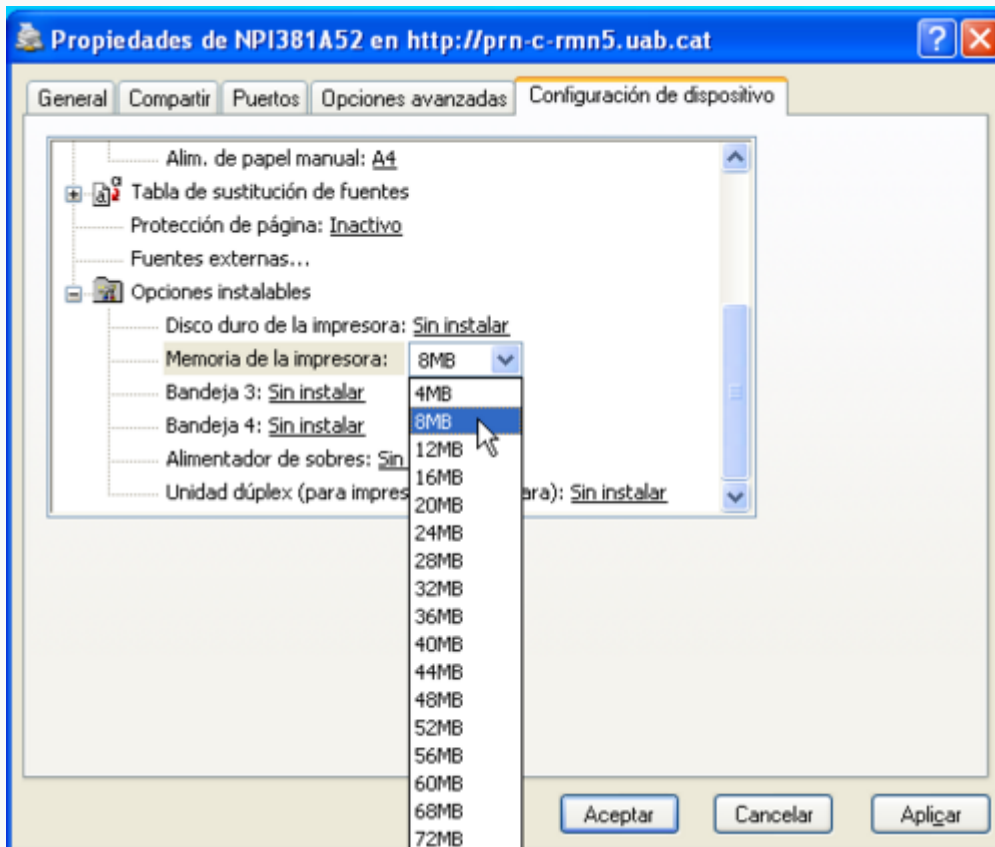 Propiedades de NPI381A52 en http://prn-c-rmn5.uab.cat
General Compartir Puertos Opciones avanzadas Configuración de dispositivo
Alim. de papel manual: A4
Tabla de sustitución de fuentes
Protección de página: Inactivo
Fuentes externas...
Opciones instalables
Disco duro de la impresora: Sin instalar
Memoria de la impresora: 8MB
Bandeja 3: Sin instalar
Bandeja 4: Sin instalar
Alimentador de sobres: Sin
Unidad dúplex (para impres ara): Sin instalar
4MB
8MB
12MB
16MB
20MB
24MB
28MB
32MB
36MB
40MB
44MB
48MB
52MB
56MB
60MB
68MB
72MB
Aceptar Cancelar Aplicar